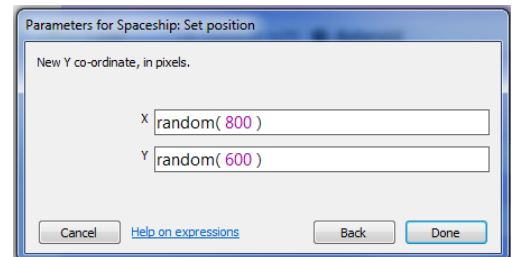 Parameters for Spaceship: Set position
New Y co-ordinate, in pixels.
X random( 800 )
Y random( 600 )
Cancel Help on expressions Back Done